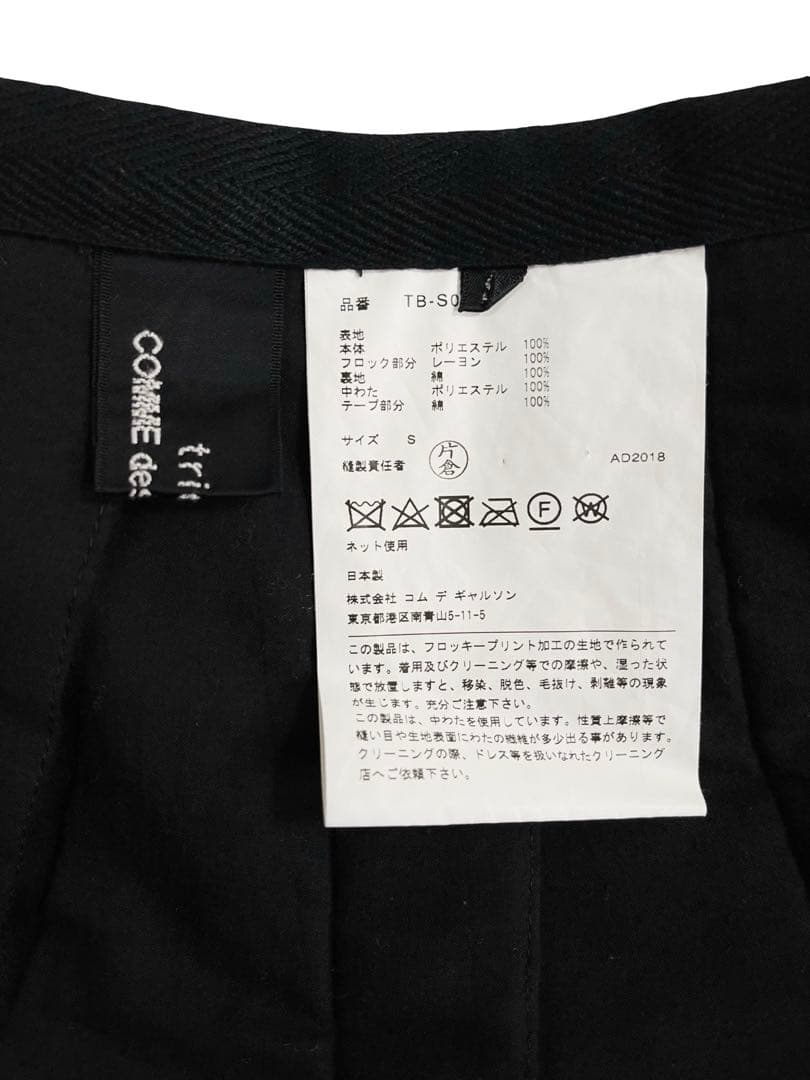 COMME des
品番 TB-S0
表地
本体 ポリエステル 100%
フロック部分 レーヨン 100%
裏地 綿 100%
中わた ポリエステル 100%
テープ部分 綿 100%
サイズ S
縫製責任者 片倉 AD2018
F W
ネット使用
日本製
株式会社 コム デ ギャルソン
東京都港区南青山5-11-5
この製品は、フロッキープリント加工の生地で作られて
います。着用及びクリーニング等での摩擦や、湿った状
態で放置しますと、移染、脱色、毛抜け、剥離等の現象
が生じます。充分ご注意下さい。
この製品は、中わたを使用しています。性質上摩擦等で
縫い目や生地表面にわたの繊維が多少出る事があります。
クリーニングの際、ドレス等を扱いなれたクリーニング
店へご依頼下さい。